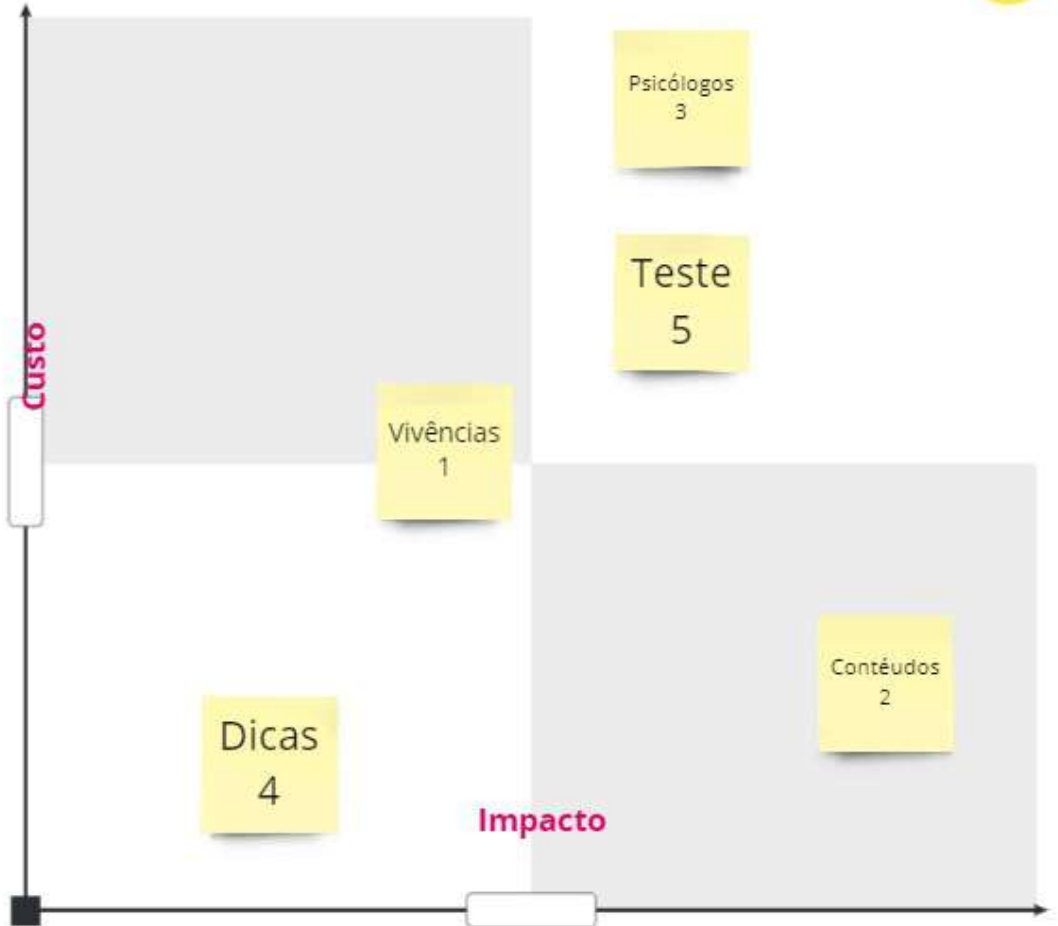 Psicólogos
3
Teste
5
Custo
Vivências
1
Contéudos
2
Dicas
4
Impacto